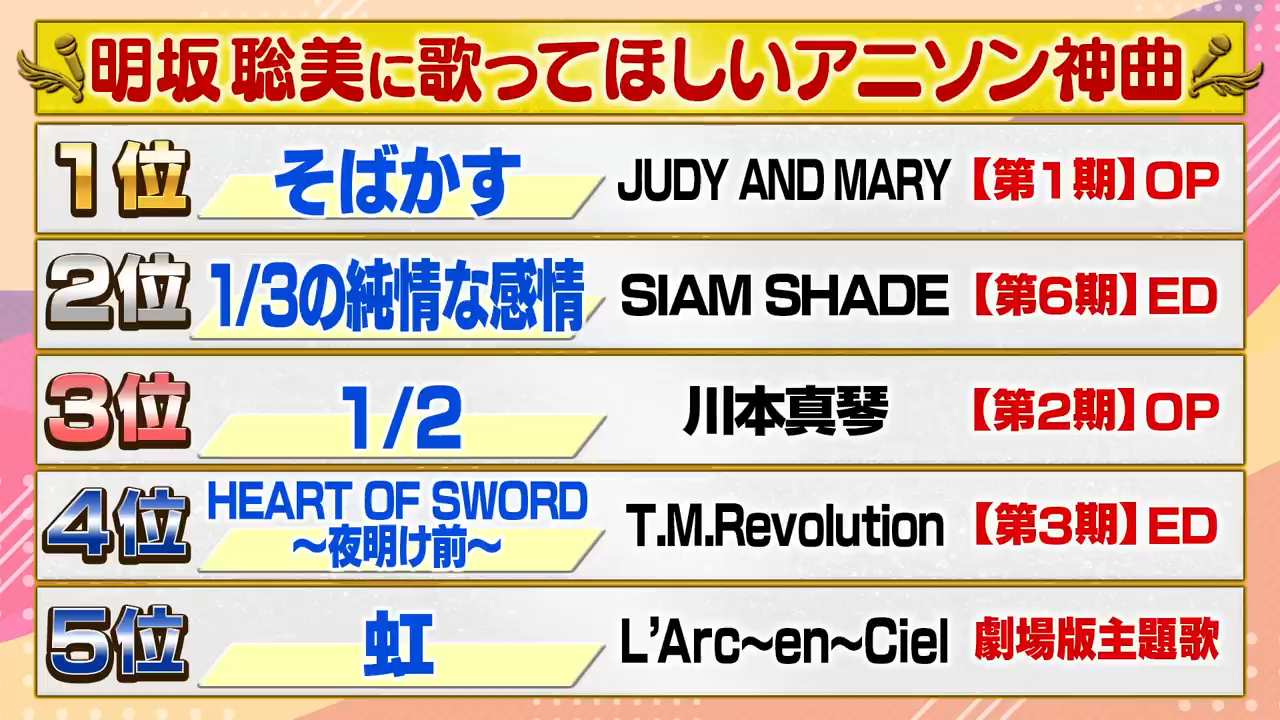 明坂聡美に歌ってほしいアニソン神曲
1位 そばかす JUDY AND MARY 【第1期】OP
2位 1/3の純情な感情 SIAM SHADE 【第6期】ED
3位 1/2 川本真琴 【第2期】OP
4位 HEART OF SWORD
~夜明け前~ T.M.Revolution 【第3期】ED
5位 虹 L'Arc~en~Ciel 劇場版主題歌